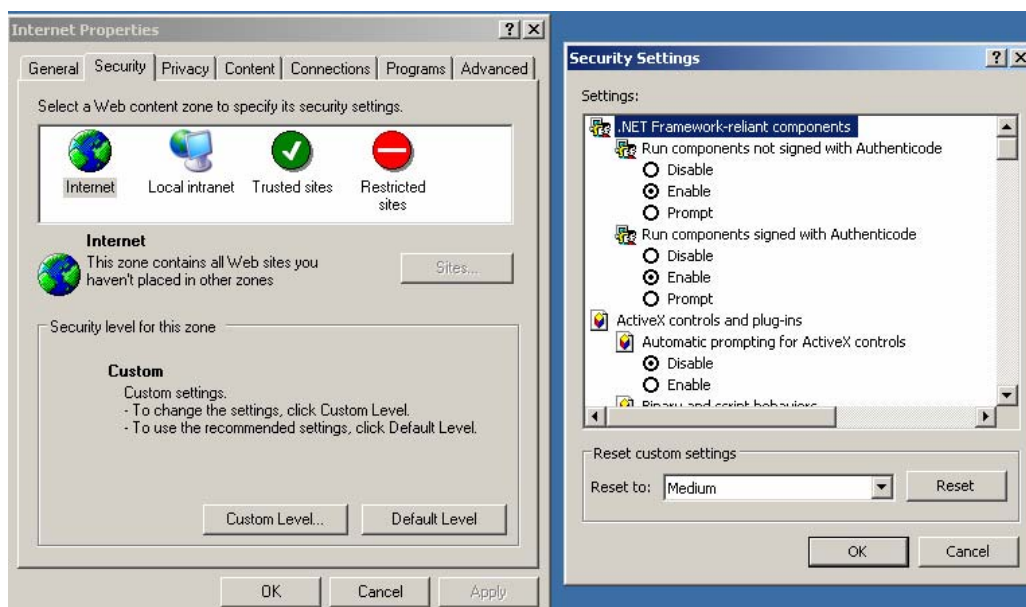 Internet Properties
General Security Privacy Content Connections Programs Advanced
Select a Web content zone to specify its security settings.
Internet
Local intranet
Trusted sites
Restricted
sites
Internet
This zone contains all Web sites you
haven't placed in other zones
Sites...
Security level for this zone
Custom
Custom settings.
- To change the settings, click Custom Level.
- To use the recommended settings, click Default Level.
Custom Level... Default Level
OK Cancel Apply
Security Settings
Settings:
.NET Framework-reliant components
Run components not signed with Authenticode
Disable
Enable
Prompt
Run components signed with Authenticode
Disable
Enable
Prompt
ActiveX controls and plug-ins
Automatic prompting for ActiveX controls
Disable
Enable
Binary and script behaviors
Reset custom settings
Reset to: Medium Reset
OK Cancel